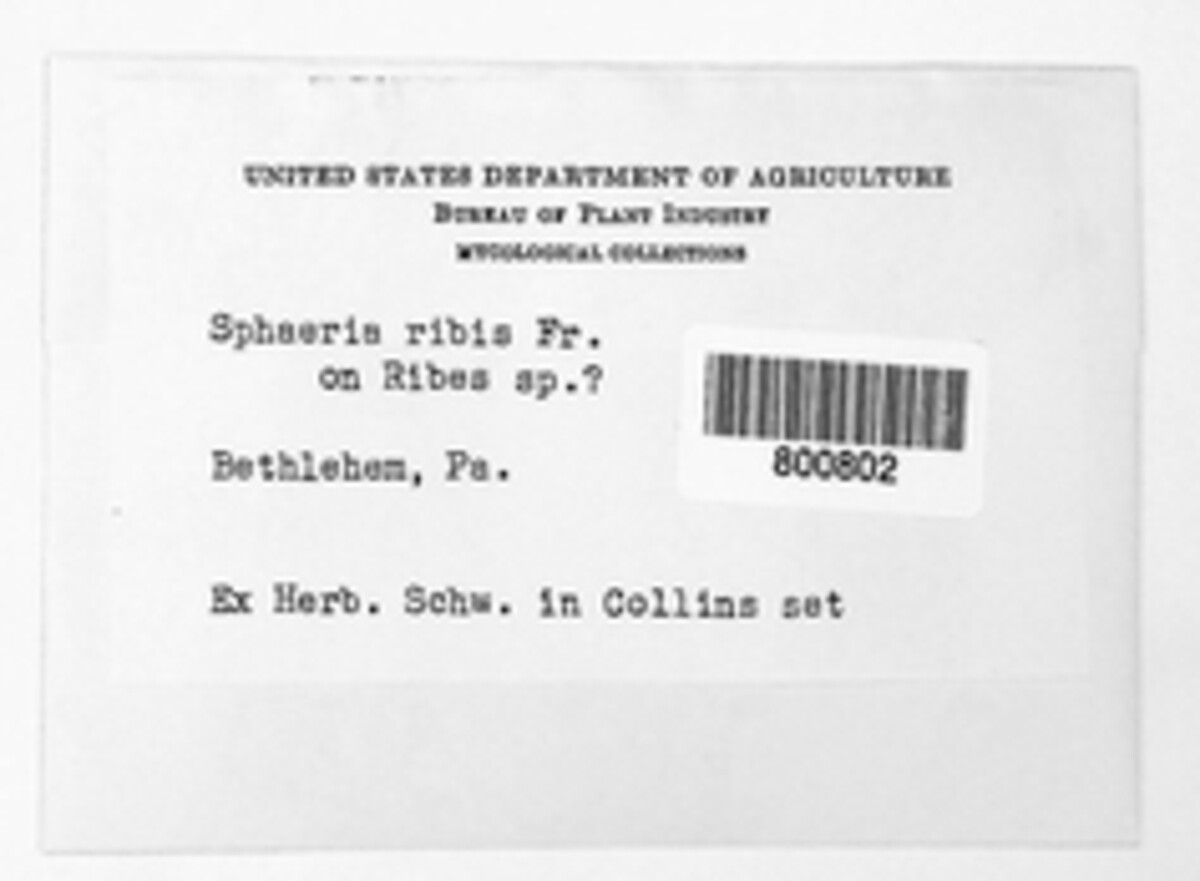 UNITED STATES DEPARTMENT OF AGRICULTURE
BUREAU OF PLANT INDUSTRY
MYCOLOGICAL COLLECTIONS
Sphaeria ribis Fr.
on Ribes sp.?
800802
Bethlehem, Pa.
Ex Herb. Schw. in Collins set